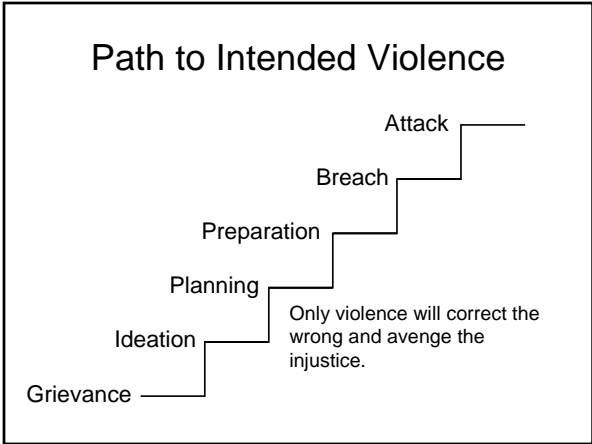 Path to Intended Violence
Attack
Breach
Preparation
Planning
Only violence will correct the
wrong and avenge the
injustice.
Ideation
Grievance